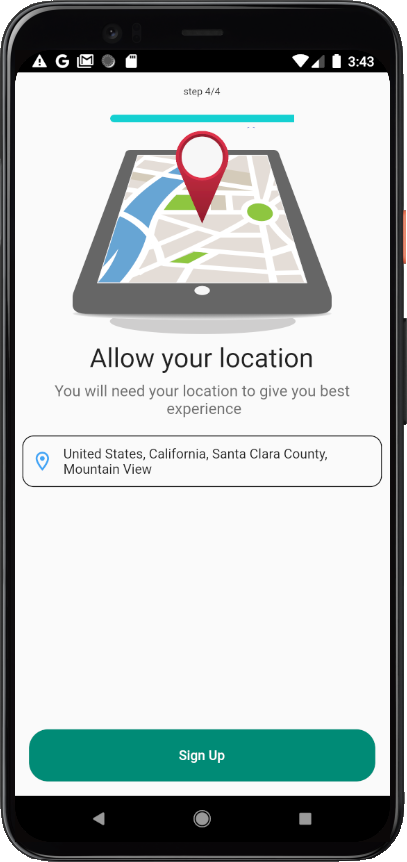 3:43
step 4/4
Allow your location
You will need your location to give you best
experience
United States, California, Santa Clara County,
Mountain View
Sign Up